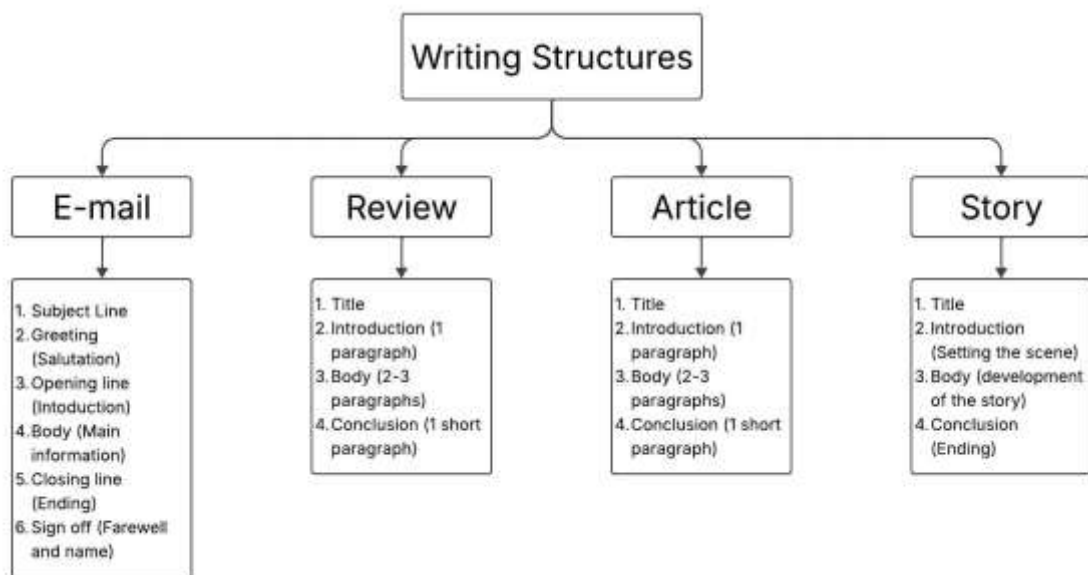 Writing Structures
E-mail
Review
Article
Story
1. Subject Line
2. Greeting
(Salutation)
3. Opening line
(Intoduction)
4. Body (Main
information)
5. Closing line
(Ending)
6. Sign off (Farewell
and name)
1. Title
2. Introduction (1
paragraph)
3. Body (2-3
paragraphs)
4. Conclusion (1 short
paragraph)
1. Title
2. Introduction (1
paragraph)
3. Body (2-3
paragraphs)
4. Conclusion (1 short
paragraph)
1. Title
2. Introduction
(Setting the scene)
3. Body (development
of the story)
4. Conclusion
(Ending)